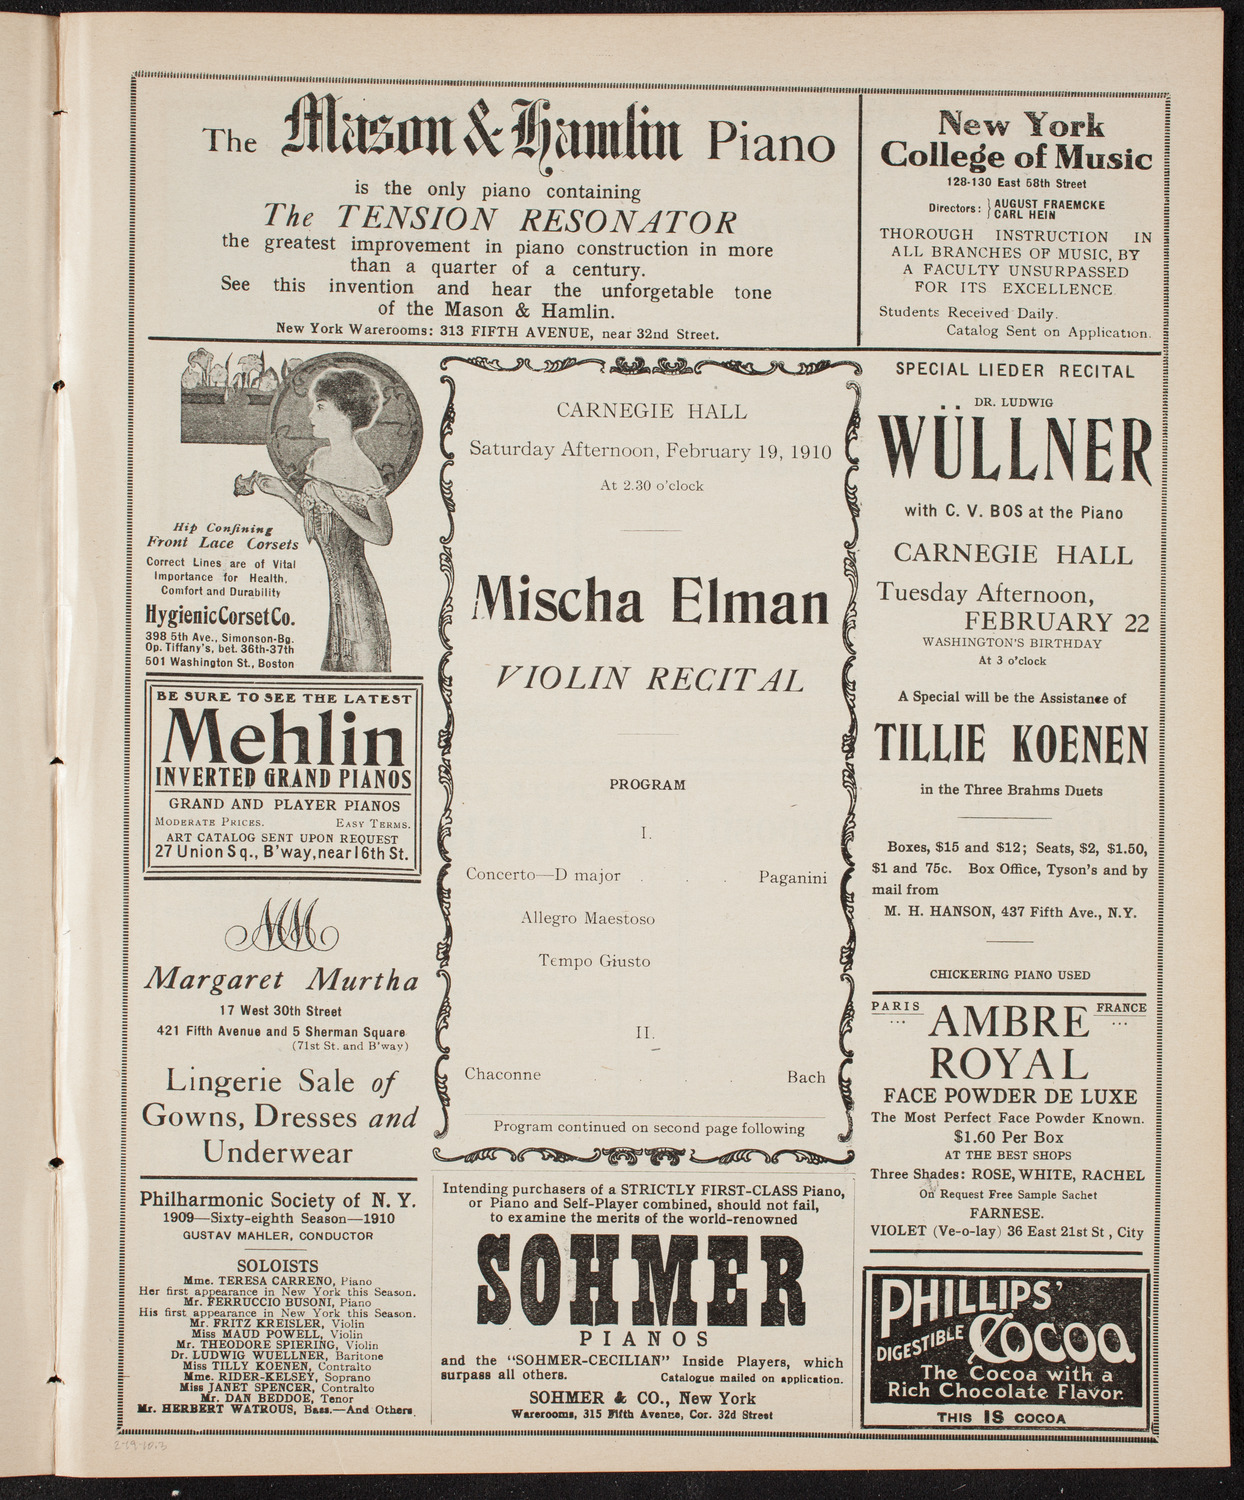 The Mason & Hamlin Piano
is the only piano containing
The TENSION RESONATOR
the greatest improvement in piano construction in more
than a quarter of a century.
See this invention and hear the unforgetable tone
of the Mason & Hamlin.
New York Warerooms: 313 FIFTH AVENUE, near 32nd Street.
New York
College of Music
128-130 East 58th Street
Directors: AUGUST FRAEMCKE
CARL HEIN
THOROUGH INSTRUCTION IN
ALL BRANCHES OF MUSIC, BY
A FACULTY UNSURPASSED
FOR ITS EXCELLENCE
Students Received Daily.
Catalog Sent on Application.
Hip Confining
Front Lace Corsets
Correct Lines are of Vital
Importance for Health,
Comfort and Durability
Hygienic Corset Co.
398 5th Ave., Simonson-Bg.
Op. Tiffany's, bet. 36th-37th
501 Washington St., Boston
BE SURE TO SEE THE LATEST
Mehlin
INVERTED GRAND PIANOS
GRAND AND PLAYER PIANOS
MODERATE PRICES. EASY TERMS.
ART CATALOG SENT UPON REQUEST
27 Union Sq., B'way, near 16th St.
MM
Margaret Murtha
17 West 30th Street
421 Fifth Avenue and 5 Sherman Square
(71st St. and B'way)
Lingerie Sale of
Gowns, Dresses and
Underwear
Philharmonic Society of N. Y.
1909—Sixty-eighth Season—1910
GUSTAV MAHLER, CONDUCTOR
SOLOISTS
Mme. TERESA CARRENO, Piano
Her first appearance in New York this Season.
Mr. FERRUCCIO BUSONI, Piano
His first appearance in New York this Season.
Mr. FRITZ KREISLER, Violin
Miss MAUD POWELL, Violin
Mr. THEODORE SPIERING, Violin
Dr. LUDWIG WUELLNER, Baritone
Miss TILLY KOENEN, Contralto
Mme. RIDER-KELSEY, Soprano
Miss JANET SPENCER, Contralto
Mr. DAN BEDDOE, Tenor
Mr. HERBERT WATROUS, Bass.—And Others
CARNEGIE HALL
Saturday Afternoon, February 19, 1910
At 2.30 o'clock
Mischa Elman
VIOLIN RECITAL
PROGRAM
I.
Concerto—D major . . . Paganini
Allegro Maestoso
Tempo Giusto
II.
Chaconne . . . . Bach
Program continued on second page following
Intending purchasers of a STRICTLY FIRST-CLASS Piano,
or Piano and Self-Player combined, should not fail,
to examine the merits of the world-renowned
SOHMER
PIANOS
and the "SOHMER-CECILIAN" Inside Players, which
surpass all others. Catalogue mailed on application.
SOHMER & CO., New York
Warerooms, 315 Fifth Avenue, Cor. 32d Street
SPECIAL LIEDER RECITAL
DR. LUDWIG
WÜLLNER
with C. V. BOS at the Piano
CARNEGIE HALL
Tuesday Afternoon,
FEBRUARY 22
WASHINGTON'S BIRTHDAY
At 3 o'clock
A Special will be the Assistance of
TILLIE KOENEN
in the Three Brahms Duets
Boxes, $15 and $12; Seats, $2, $1.50,
$1 and 75c. Box Office, Tyson's and by
mail from
M. H. HANSON, 437 Fifth Ave., N.Y.
CHICKERING PIANO USED
PARIS FRANCE
AMBRE
ROYAL
FACE POWDER DE LUXE
The Most Perfect Face Powder Known.
$1.60 Per Box
AT THE BEST SHOPS
Three Shades: ROSE, WHITE, RACHEL
On Request Free Sample Sachet
FARNESE.
VIOLET (Ve-o-lay) 36 East 21st St, City
PHILLIPS'
DIGESTIBLE COCOA
The Cocoa with a
Rich Chocolate Flavor.
THIS IS COCOA